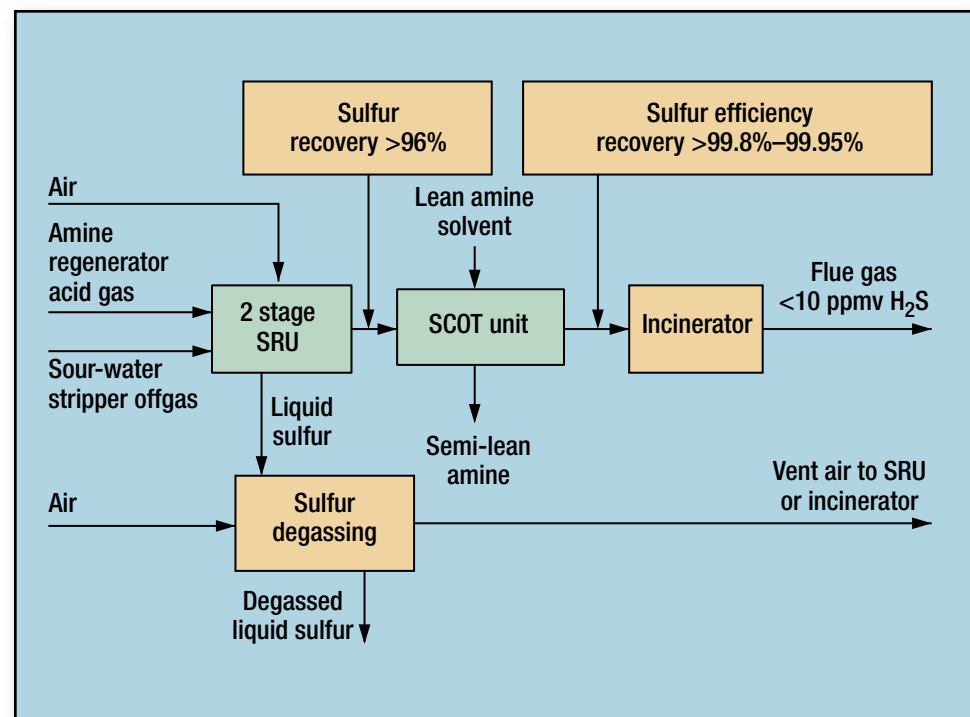 Sulfur
recovery >96%
Sulfur efficiency
recovery >99.8%–99.95%
Air
Lean amine
solvent
Amine
regenerator
acid gas
2 stage
SRU
SCOT unit
Incinerator
Flue gas
<10 ppmv H₂S
Sour-water
stripper offgas
Liquid
sulfur
Semi-lean
amine
Vent air to SRU
or incinerator
Air
Sulfur
degassing
Degassed
liquid sulfur